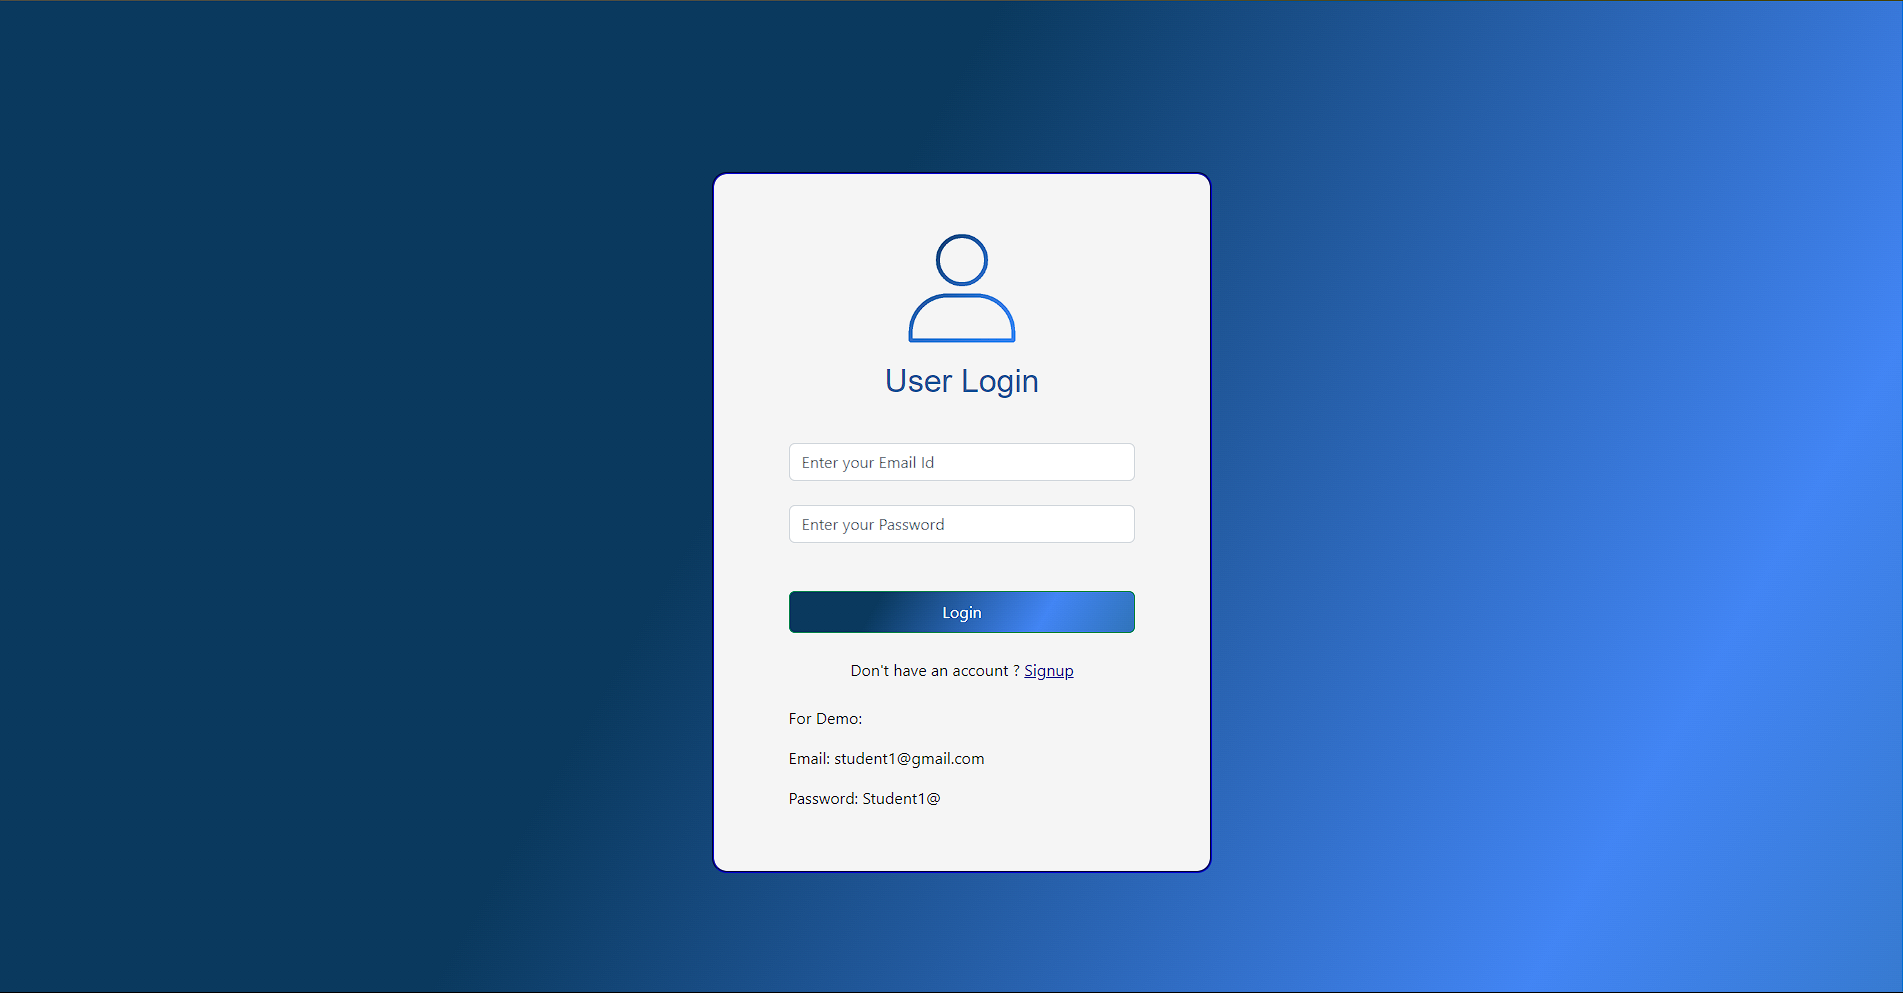 User Login
Enter your Email Id
Enter your Password
Login
Don't have an account ? Signup
For Demo:
Email: student1@gmail.com
Password: Student1@